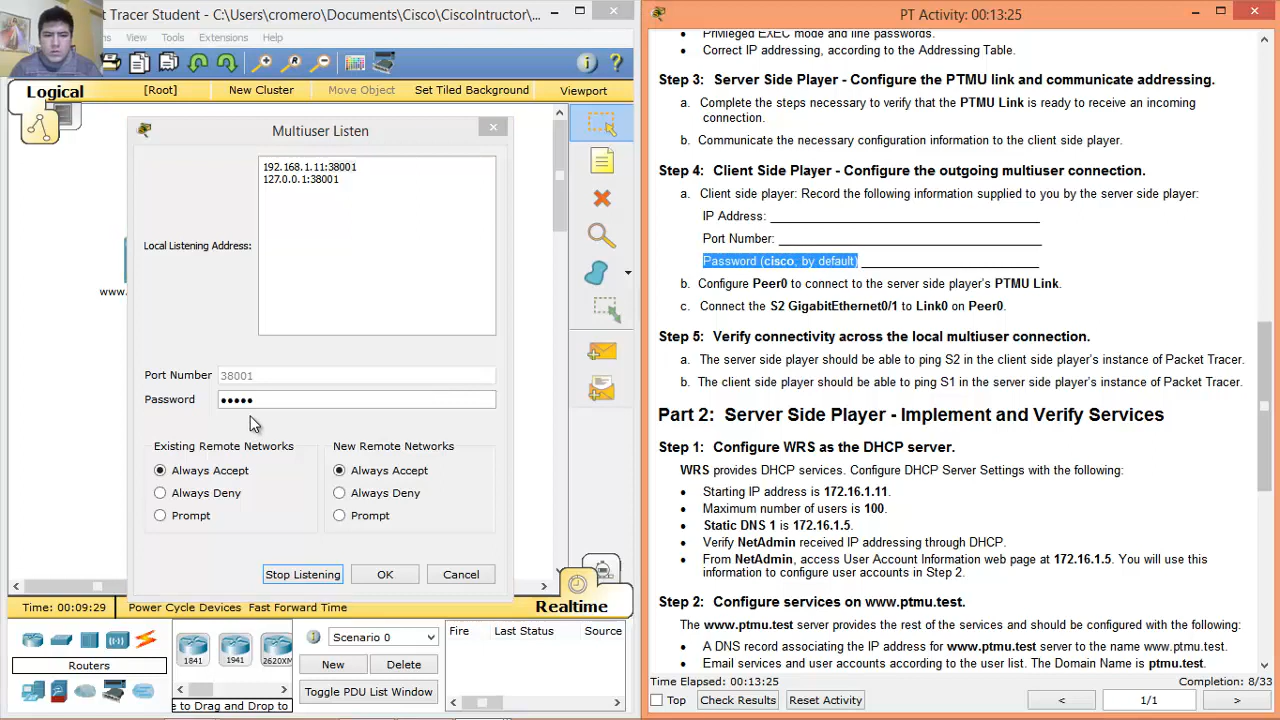 t Tracer Student - C:\Users\cromero\Documents\Cisco\CiscoIntructor\...
View Tools Extensions Help
Logical [Root] New Cluster Move Object Set Tiled Background Viewport
Multiuser Listen
192.168.1.11:38001
127.0.0.1:38001
Local Listening Address:
www.
Port Number 38001
Password •••••
Existing Remote Networks New Remote Networks
Always Accept Always Accept
Always Deny Always Deny
Prompt Prompt
Stop Listening OK Cancel
Realtime
Time: 00:09:29 Power Cycle Devices Fast Forward Time
Routers
1841 1941 2620XM
e to Drag and Drop to
Scenario 0
New Delete
Toggle PDU List Window
Fire Last Status Source
PT Activity: 00:13:25
• Privileged EXEC mode and line passwords.
• Correct IP addressing, according to the Addressing Table.
Step 3: Server Side Player - Configure the PTMU link and communicate addressing.
a. Complete the steps necessary to verify that the PTMU Link is ready to receive an incoming
connection.
b. Communicate the necessary configuration information to the client side player.
Step 4: Client Side Player - Configure the outgoing multiuser connection.
a. Client side player: Record the following information supplied to you by the server side player:
IP Address: ____
Port Number: ____
Password (cisco, by default) ____
b. Configure Peer0 to connect to the server side player's PTMU Link.
c. Connect the S2 GigabitEthernet0/1 to Link0 on Peer0.
Step 5: Verify connectivity across the local multiuser connection.
a. The server side player should be able to ping S2 in the client side player's instance of Packet Tracer.
b. The client side player should be able to ping S1 in the server side player's instance of Packet Tracer.
Part 2: Server Side Player - Implement and Verify Services
Step 1: Configure WRS as the DHCP server.
WRS provides DHCP services. Configure DHCP Server Settings with the following:
• Starting IP address is 172.16.1.11.
• Maximum number of users is 100.
• Static DNS 1 is 172.16.1.5.
• Verify NetAdmin received IP addressing through DHCP.
• From NetAdmin, access User Account Information web page at 172.16.1.5. You will use this
information to configure user accounts in Step 2.
Step 2: Configure services on www.ptmu.test.
The www.ptmu.test server provides the rest of the services and should be configured with the following:
• A DNS record associating the IP address for www.ptmu.test server to the name www.ptmu.test.
• Email services and user accounts according to the user list. The Domain Name is ptmu.test.
Time Elapsed: 00:13:25 Completion: 8/33
Top Check Results Reset Activity < 1/1 >